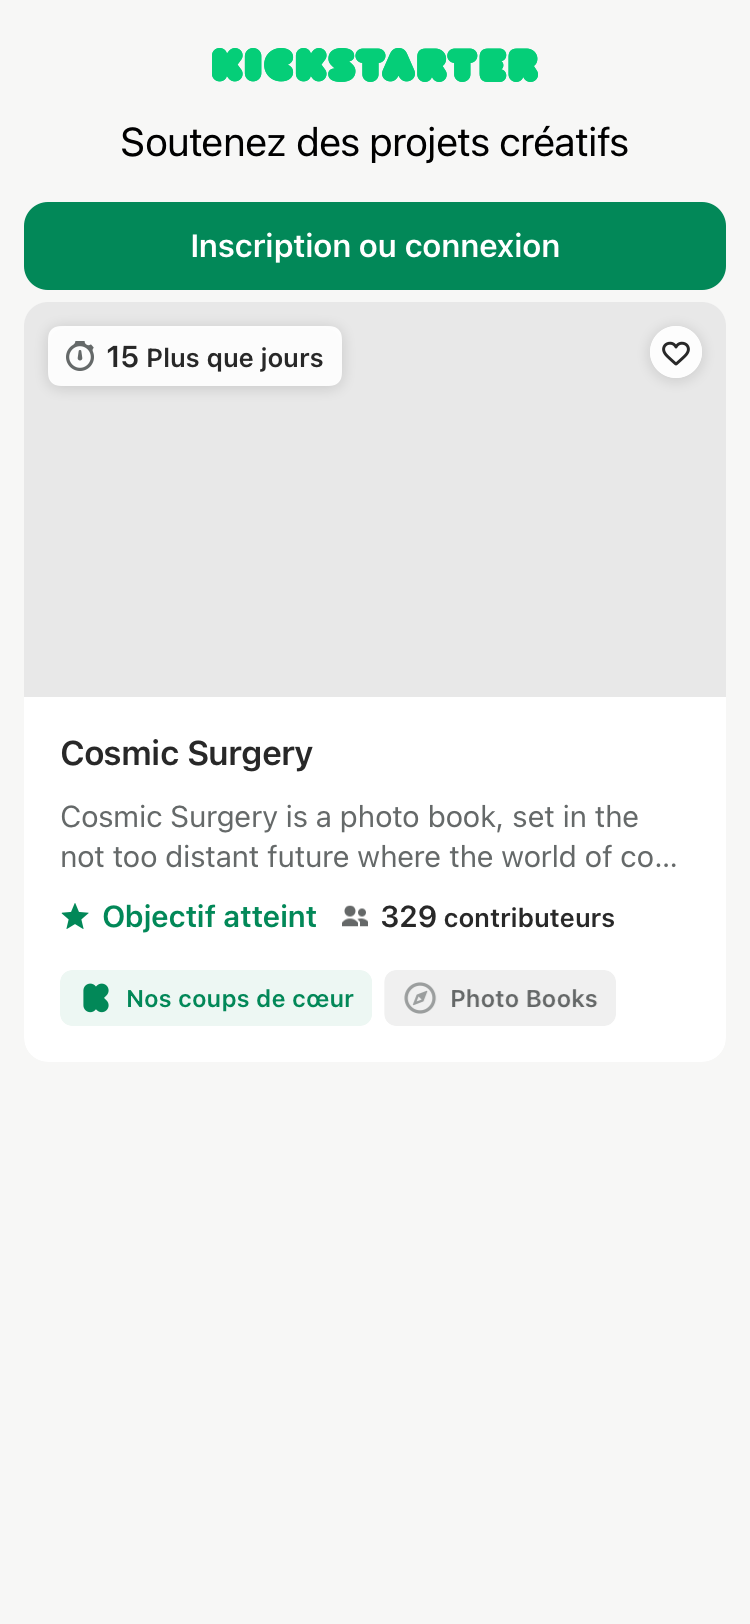 KICKSTARTER
Soutenez des projets créatifs
Inscription ou connexion
15 Plus que jours
Cosmic Surgery
Cosmic Surgery is a photo book, set in the
not too distant future where the world of co...
Objectif atteint 329 contributeurs
Nos coups de cœur Photo Books